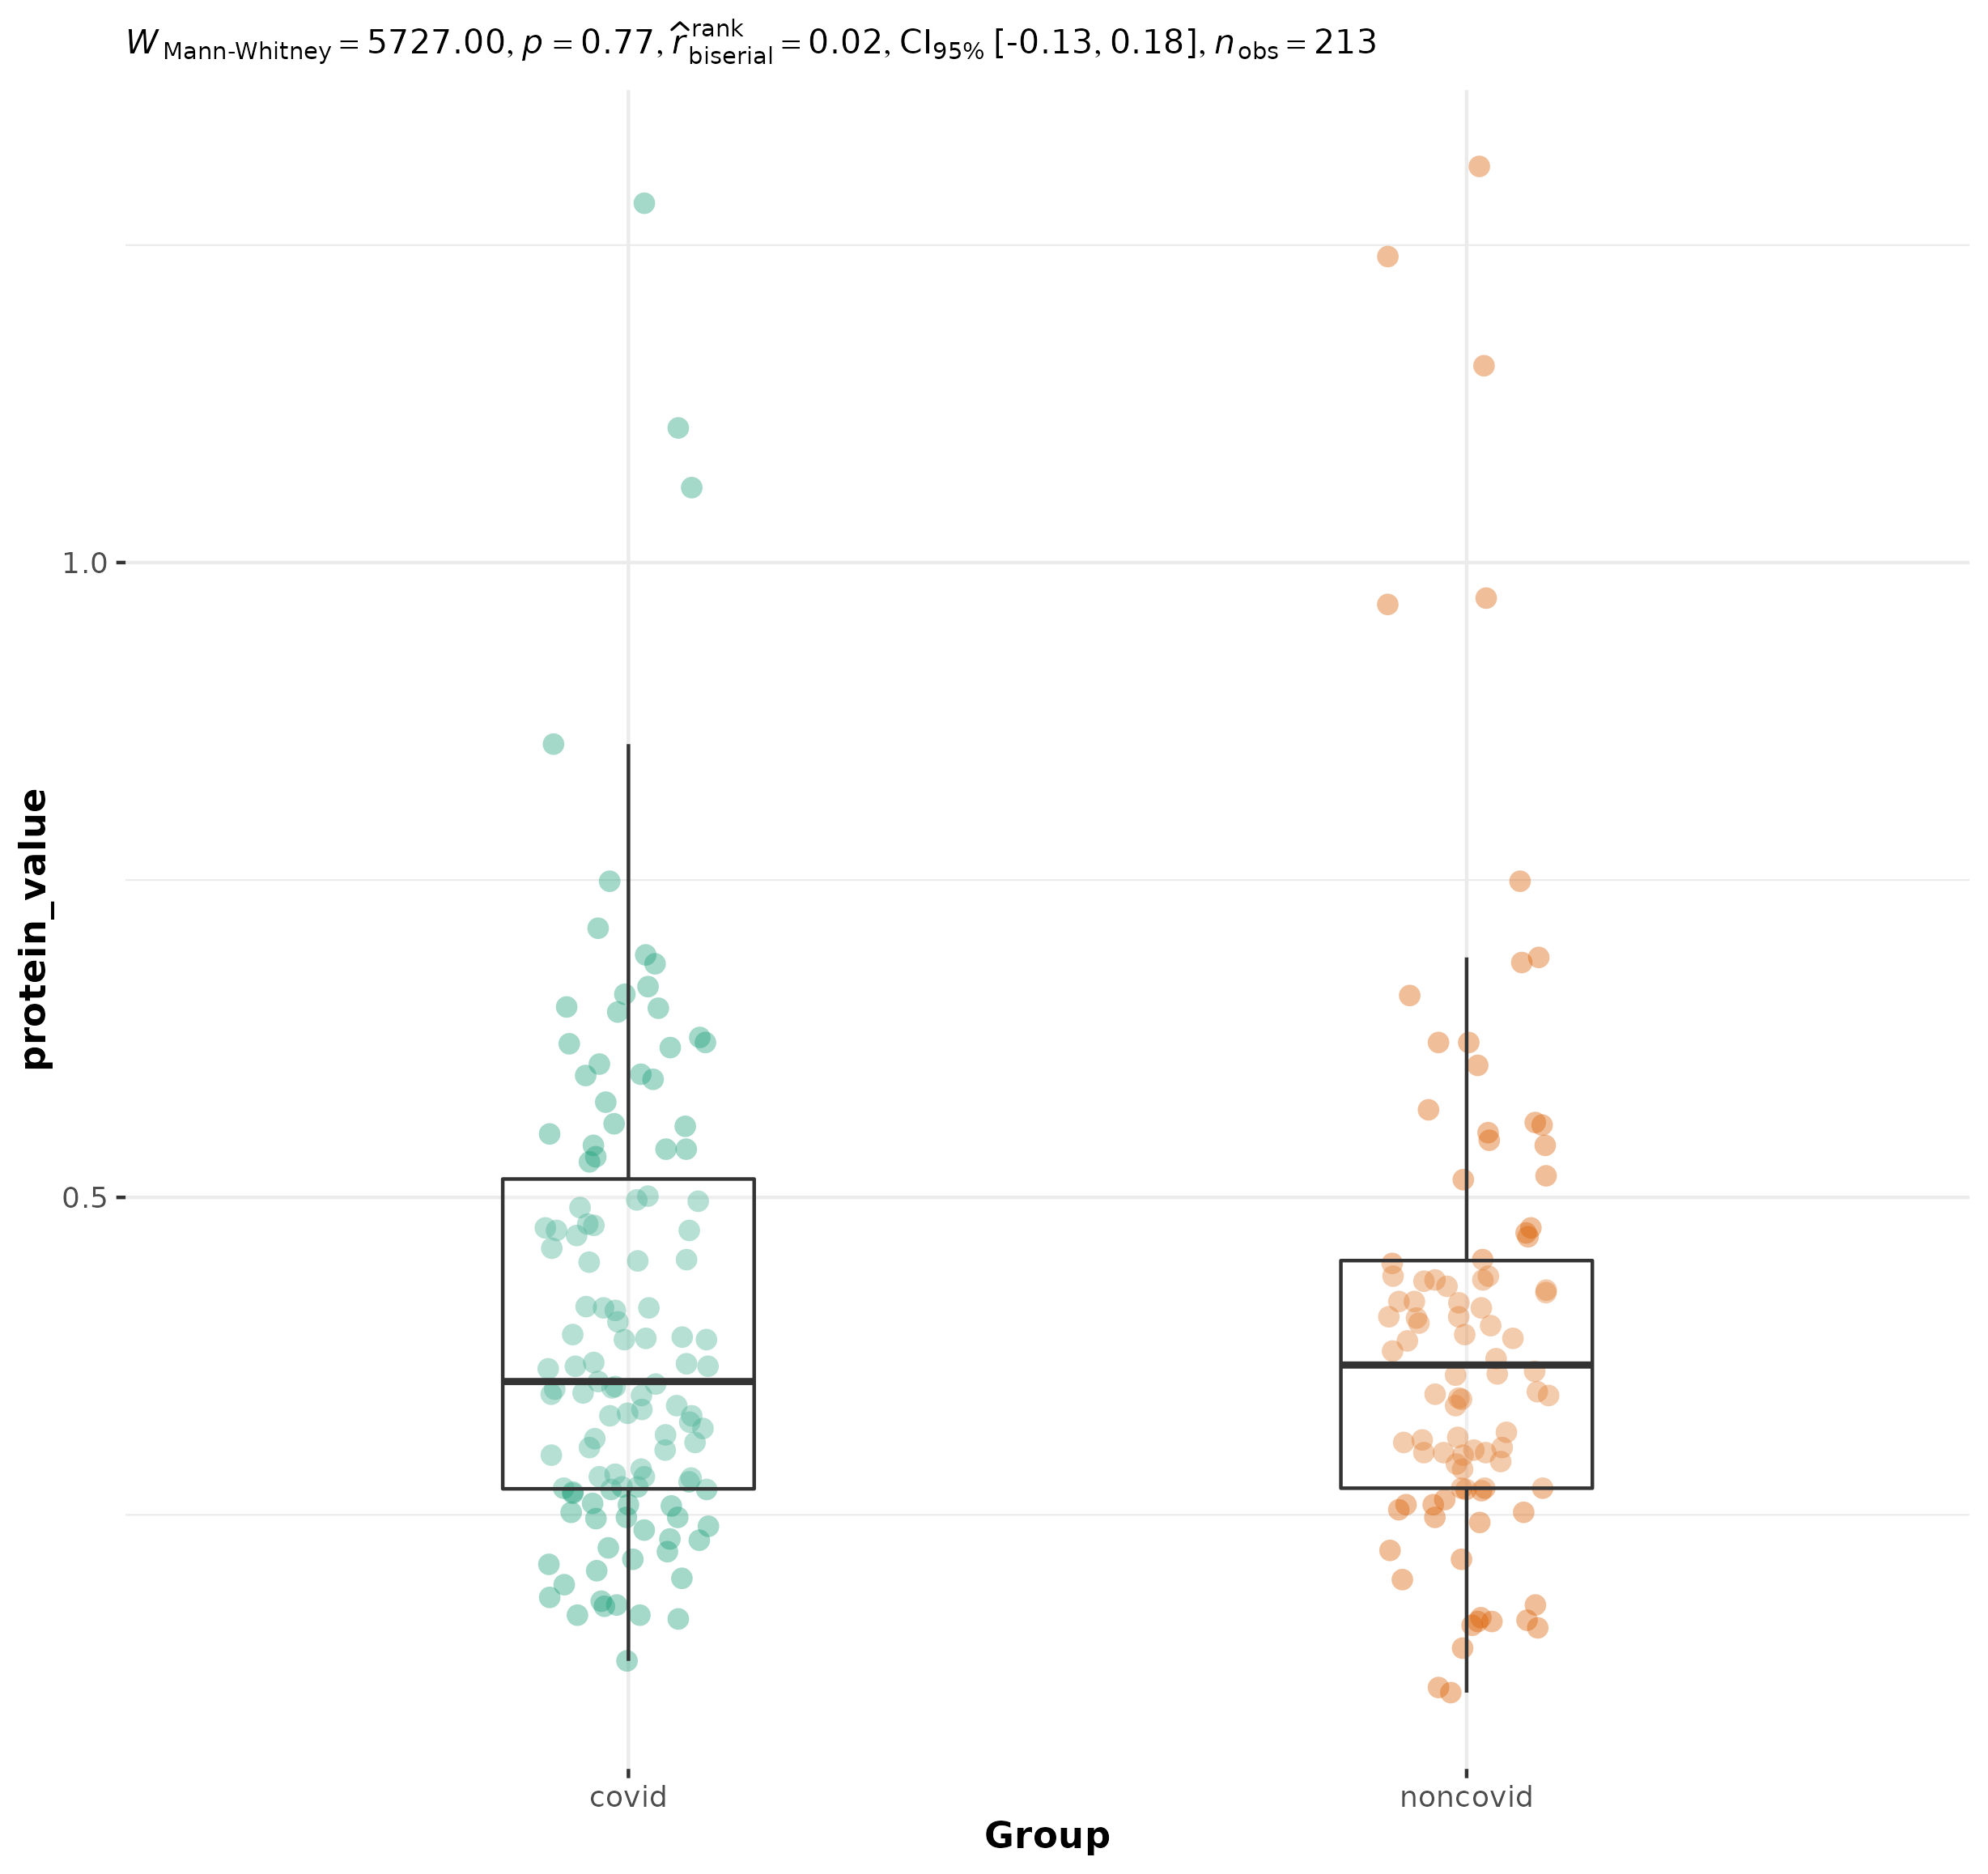 W Mann-Whitney = 5727.00, p = 0.77, r̂ rank biserial = 0.02, CI95% [-0.13, 0.18], nobs = 213
1.0
protein_value
0.5
covid noncovid
Group